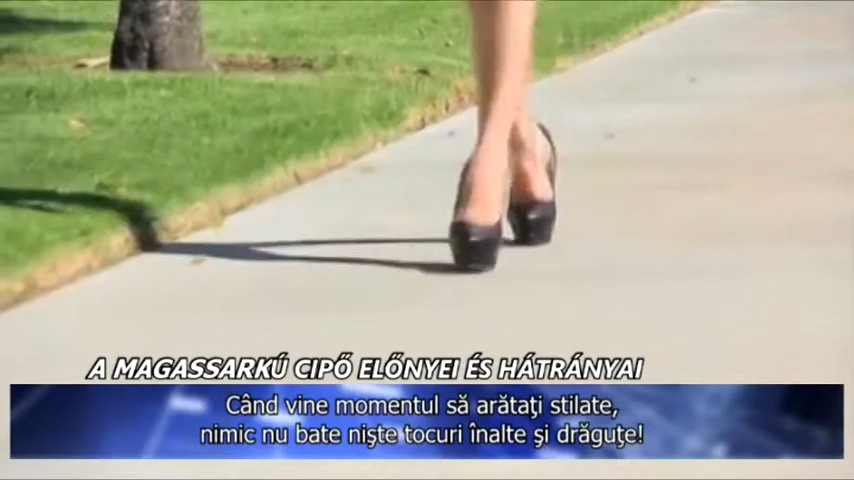 A MAGASSARKÚ CIPŐ ELŐNYEI ÉS HÁTRÁNYAI
Când vine momentul să arătaţi stilate,
nimic nu bate nişte tocuri înalte şi drăguţe!